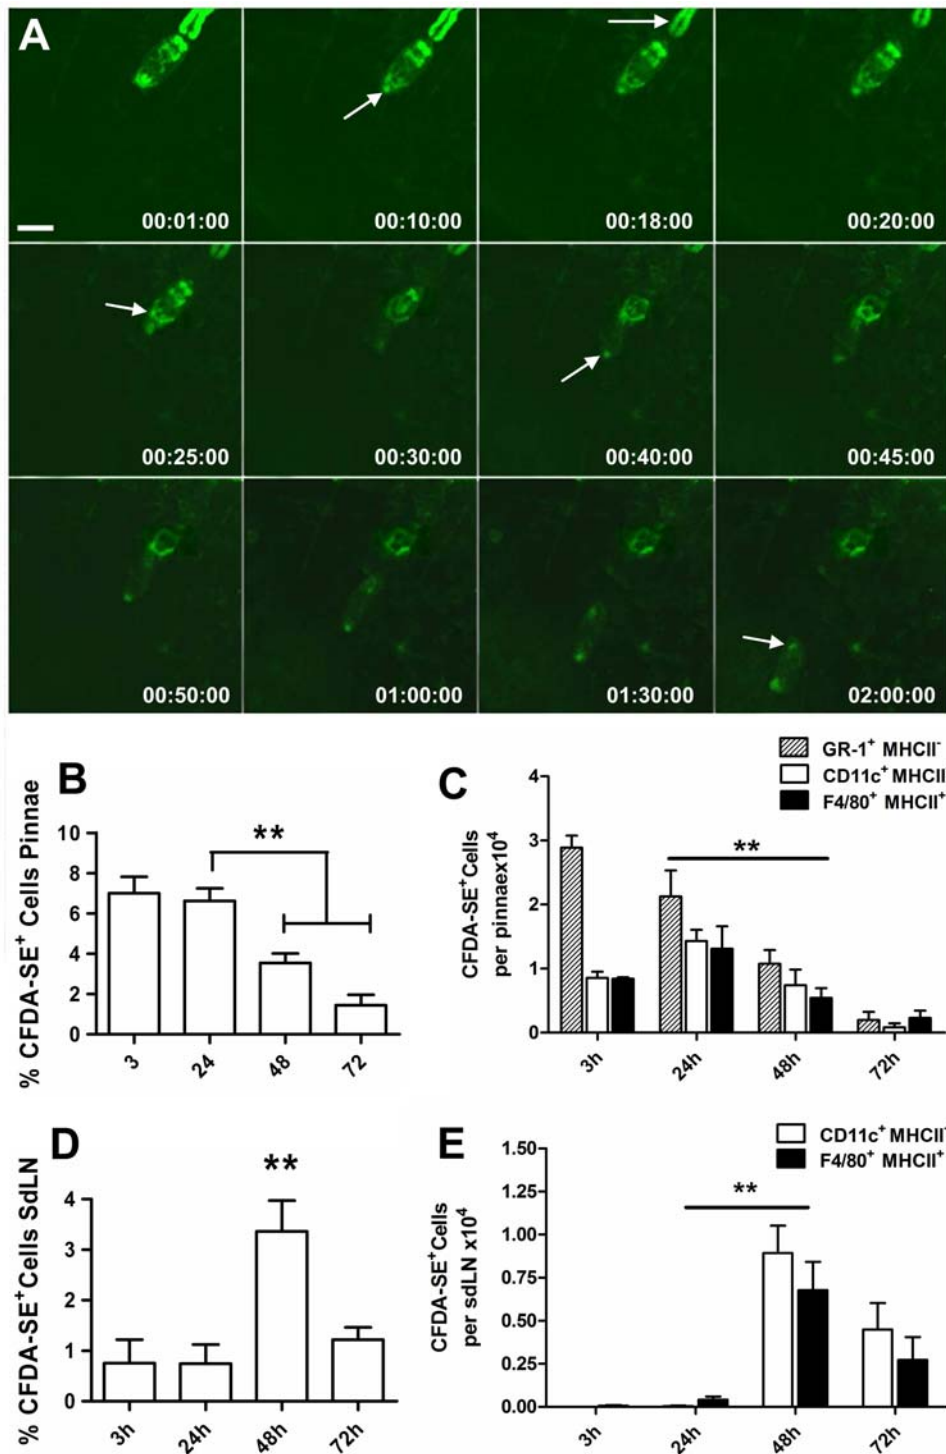 A
00:01:00 00:10:00 00:18:00 00:20:00
00:25:00 00:30:00 00:40:00 00:45:00
00:50:00 01:00:00 01:30:00 02:00:00
B
% CFDA-SE+ Cells Pinnae
10
8
6
4
2
0
**
3 24 48 72
C
GR-1+ MHCII-
CD11c+ MHCII
F4/80+ MHCII+
CFDA-SE+Cells
per pinnaex10^4
4
3
2
1
0
**
3h 24h 48h 72h
D
% CFDA-SE+Cells SdLN
4
3
2
1
0
**
3h 24h 48h 72h
E
CD11c+ MHCII
F4/80+ MHCII+
CFDA-SE+Cells
per sdLN x10^4
1.50
1.25
1.00
0.75
0.50
0.25
0.00
**
3h 24h 48h 72h